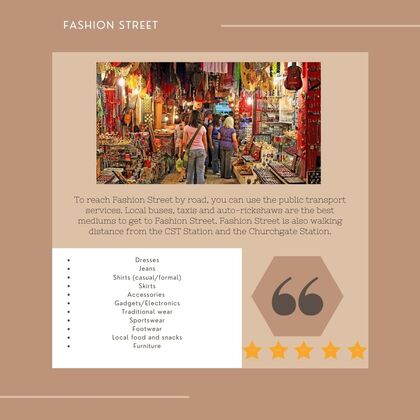 FASHION STREET
To reach Fashion Street by road, you can use the public transport
services. Local buses, taxis and auto-rickshaws are the best
mediums to get to Fashion Street. Fashion Street is also walking
distance from the CST Station and the Churchgate Station.
Dresses
Jeans
Shirts (casual/formal)
Skirts
Accessories
Gadgets/Electronics
Traditional wear
Sportswear
Footwear
Local food and snacks
Furniture